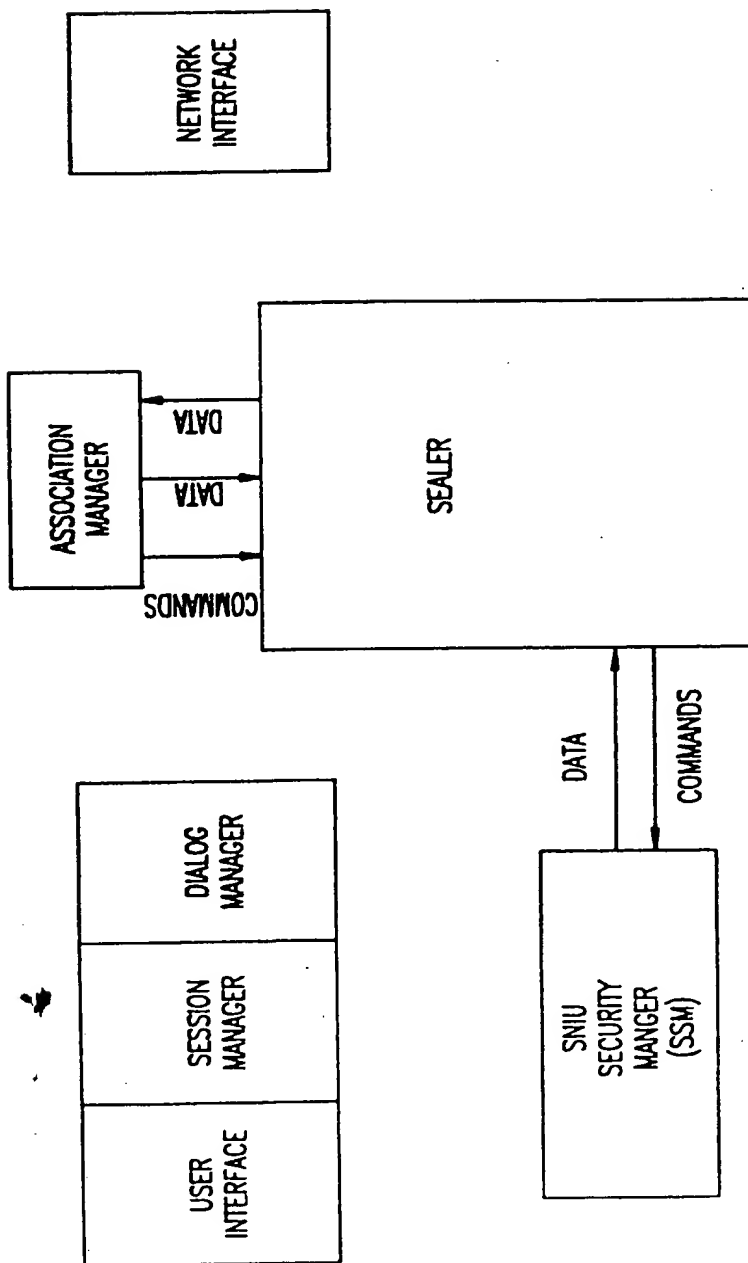 USER
INTERFACE
SESSION
MANAGER
DIALOG
MANAGER
ASSOCIATION
MANAGER
NETWORK
INTERFACE
COMMANDS
DATA
DATA
SEALER
SNIU
SECURITY
MANGER
(SSM)
DATA
COMMANDS